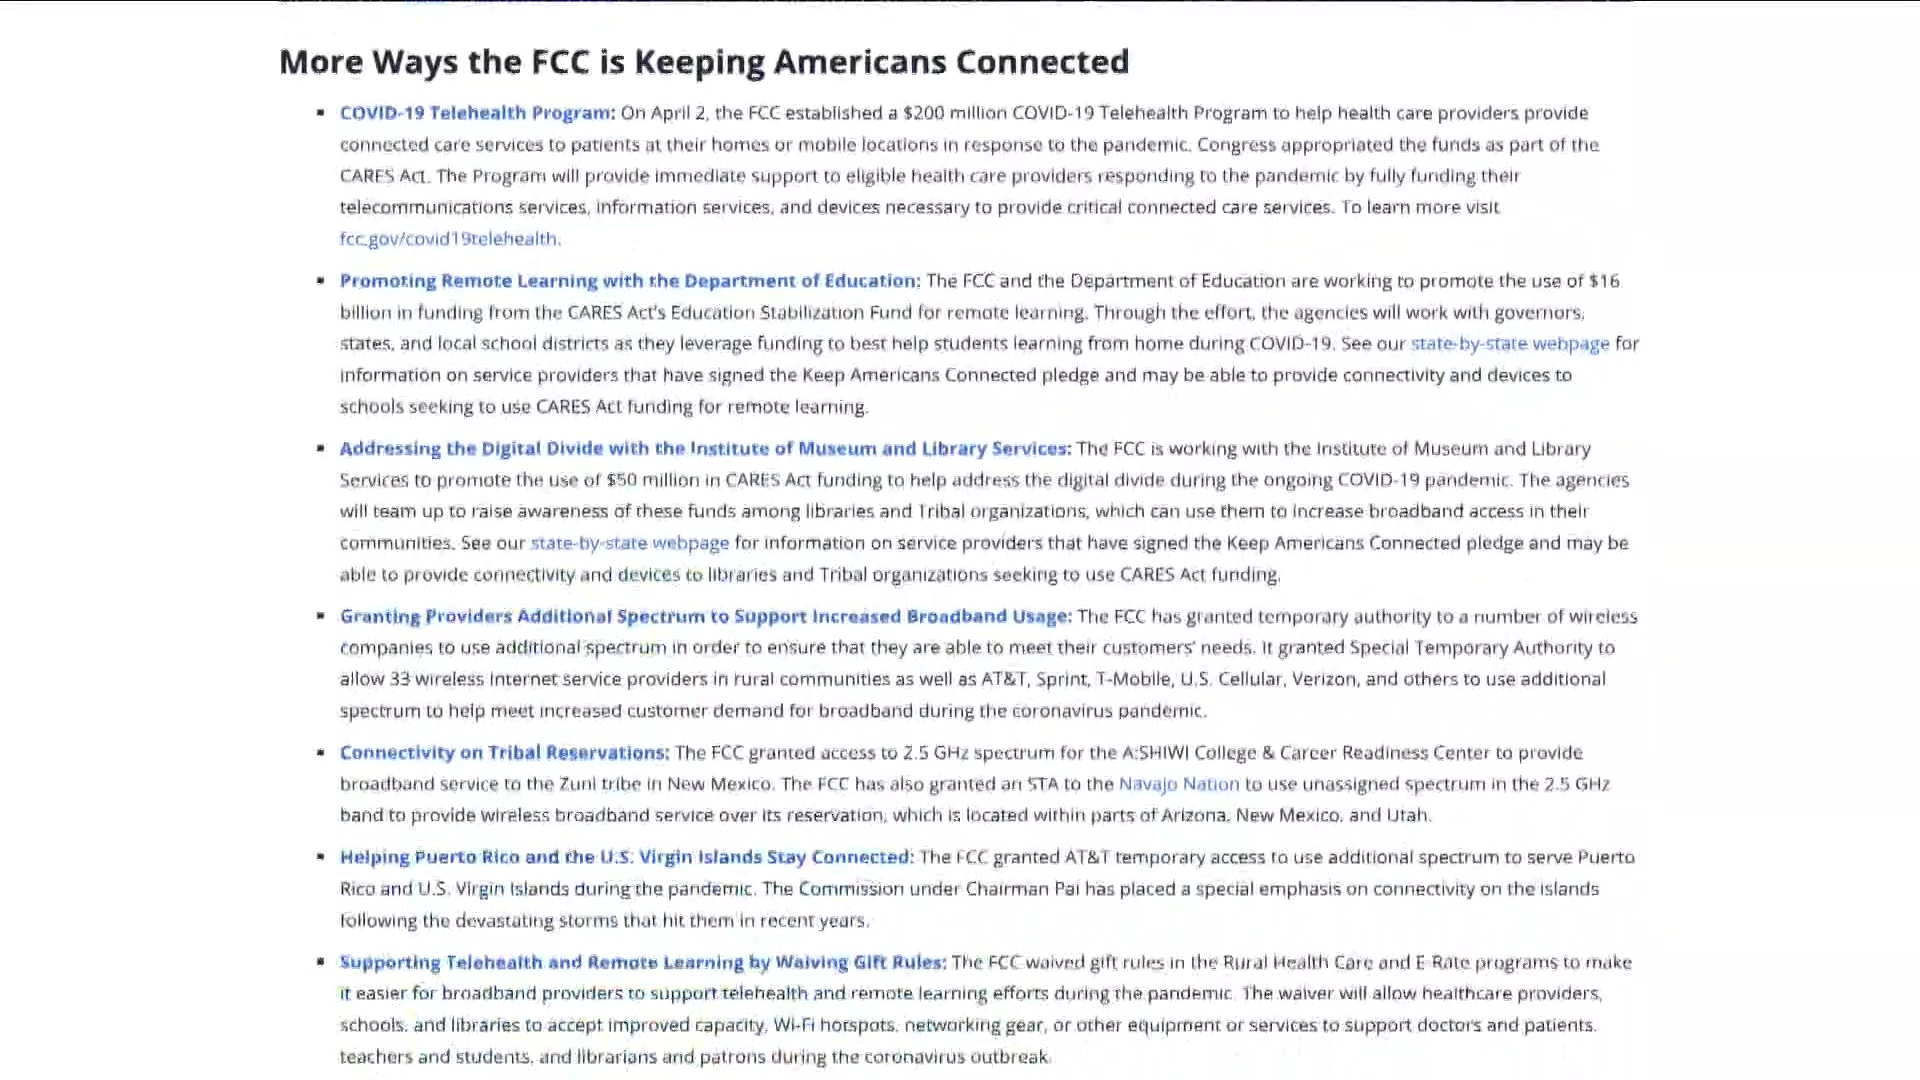 More Ways the FCC is Keeping Americans Connected
▪ COVID-19 Telehealth Program: On April 2, the FCC established a $200 million COVID-19 Telehealth Program to help health care providers provide
connected care services to patients at their homes or mobile locations in response to the pandemic. Congress appropriated the funds as part of the
CARES Act. The Program will provide immediate support to eligible health care providers responding to the pandemic by fully funding their
telecommunications services, information services, and devices necessary to provide critical connected care services. To learn more visit
fcc.gov/covid19telehealth.
▪ Promoting Remote Learning with the Department of Education: The FCC and the Department of Education are working to promote the use of $16
billion in funding from the CARES Act's Education Stabilization Fund for remote learning. Through the effort, the agencies will work with governors,
states, and local school districts as they leverage funding to best help students learning from home during COVID-19. See our state-by-state webpage for
information on service providers that have signed the Keep Americans Connected pledge and may be able to provide connectivity and devices to
schools seeking to use CARES Act funding for remote learning.
▪ Addressing the Digital Divide with the Institute of Museum and Library Services: The FCC is working with the Institute of Museum and Library
Services to promote the use of $50 million in CARES Act funding to help address the digital divide during the ongoing COVID-19 pandemic. The agencies
will team up to raise awareness of these funds among libraries and Tribal organizations, which can use them to increase broadband access in their
communities. See our state-by-state webpage for information on service providers that have signed the Keep Americans Connected pledge and may be
able to provide connectivity and devices to libraries and Tribal organizations seeking to use CARES Act funding.
▪ Granting Providers Additional Spectrum to Support Increased Broadband Usage: The FCC has granted temporary authority to a number of wireless
companies to use additional spectrum in order to ensure that they are able to meet their customers' needs. It granted Special Temporary Authority to
allow 33 wireless Internet service providers in rural communities as well as AT&T, Sprint, T-Mobile, U.S. Cellular, Verizon, and others to use additional
spectrum to help meet increased customer demand for broadband during the coronavirus pandemic.
▪ Connectivity on Tribal Reservations: The FCC granted access to 2.5 GHz spectrum for the A:SHIWI College & Career Readiness Center to provide
broadband service to the Zuni tribe in New Mexico. The FCC has also granted an STA to the Navajo Nation to use unassigned spectrum in the 2.5 GHz
band to provide wireless broadband service over its reservation, which is located within parts of Arizona, New Mexico, and Utah.
▪ Helping Puerto Rico and the U.S. Virgin Islands Stay Connected: The FCC granted AT&T temporary access to use additional spectrum to serve Puerto
Rico and U.S. Virgin Islands during the pandemic. The Commission under Chairman Pai has placed a special emphasis on connectivity on the islands
following the devastating storms that hit them in recent years.
▪ Supporting Telehealth and Remote Learning by Waiving Gift Rules: The FCC waived gift rules in the Rural Health Care and E-Rate programs to make
it easier for broadband providers to support telehealth and remote learning efforts during the pandemic. The waiver will allow healthcare providers,
schools, and libraries to accept improved capacity, Wi-Fi hotspots, networking gear, or other equipment or services to support doctors and patients,
teachers and students, and librarians and patrons during the coronavirus outbreak.